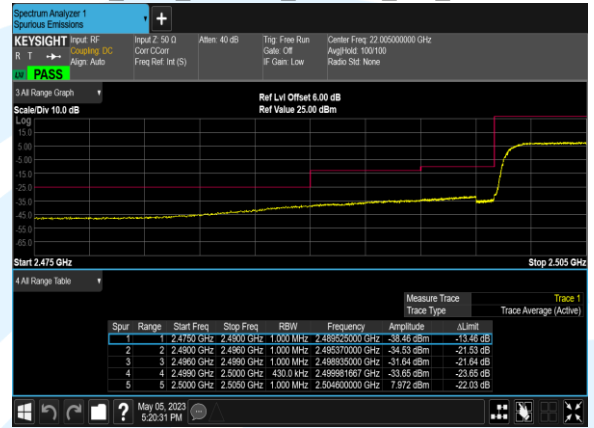 Spectrum Analyzer 1
Spurious Emissions
+
KEYSIGHT Input: RF Input Z: 50 Ω Atten: 40 dB Trig: Free Run Center Freq: 22.005000000 GHz
R T Coupling: DC Corr CCorr Gate: Off Avg|Hold: 100/100
Align: Auto Freq Ref: Int (S) IF Gain: Low Radio Std: None
LM PASS
3 All Range Graph
Scale/Div 10.0 dB Ref Lvl Offset 6.00 dB
Ref Value 25.00 dBm
Log
15.0
5.00
-5.00
-15.0
-25.0
-35.0
-45.0
-55.0
-65.0
Start 2.475 GHz Stop 2.505 GHz
4 All Range Table
Measure Trace Trace 1
Trace Type Trace Average (Active)
Spur Range Start Freq Stop Freq RBW Frequency Amplitude ΔLimit
1 1 2.4750 GHz 2.4900 GHz 1.000 MHz 2.489525000 GHz -38.46 dBm -13.46 dB
2 2 2.4900 GHz 2.4960 GHz 1.000 MHz 2.495370000 GHz -34.53 dBm -21.53 dB
3 3 2.4960 GHz 2.4990 GHz 1.000 MHz 2.498935000 GHz -31.64 dBm -21.64 dB
4 4 2.4990 GHz 2.5000 GHz 430.0 kHz 2.499981667 GHz -33.65 dBm -23.65 dB
5 5 2.5000 GHz 2.5050 GHz 1.000 MHz 2.504600000 GHz 7.972 dBm -22.03 dB
? May 05, 2023
5:20:31 PM